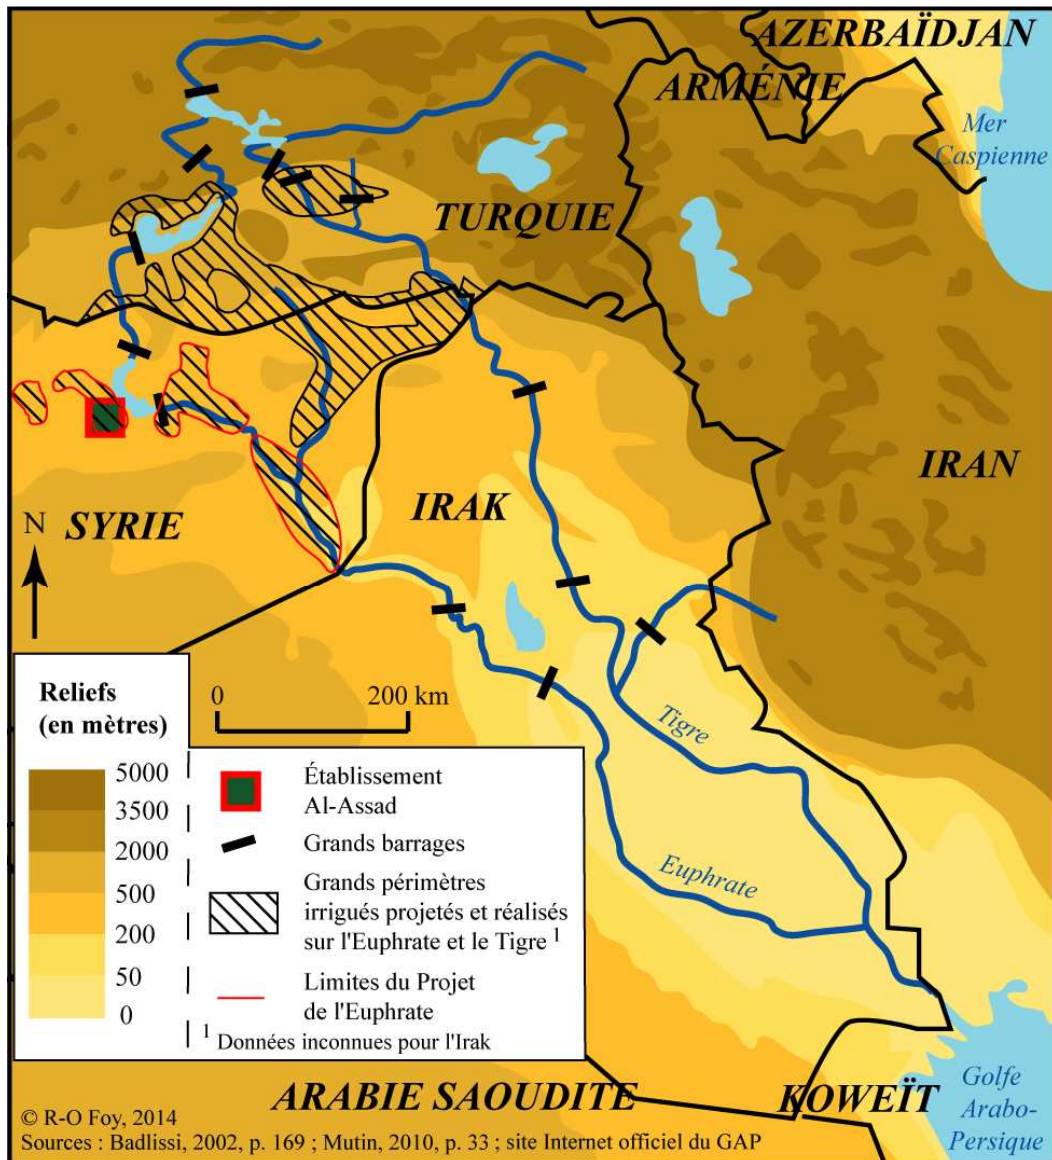 AZERBAÏDJAN
ARMÉNIE
Mer
Caspienne
TURQUIE
IRAN
IRAK
SYRIE
N
0 200 km
Tigre
Euphrate
Reliefs
(en mètres)
5000
3500
2000
500
200
50
0
Établissement
Al-Assad
Grands barrages
Grands périmètres
irrigués projetés et réalisés
sur l'Euphrate et le Tigre 1
Limites du Projet
de l'Euphrate
1 Données inconnues pour l'Irak
ARABIE SAOUDITE
KOWEÏT
Golfe
Arabo-
Persique
© R-O Foy, 2014
Sources : Badlissi, 2002, p. 169 ; Mutin, 2010, p. 33 ; site Internet officiel du GAP